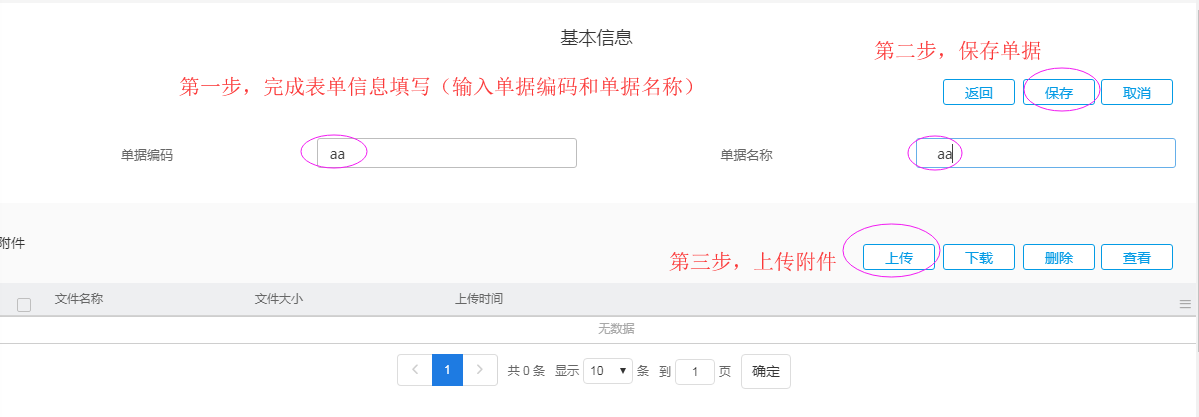 基本信息
第二步，保存单据
第一步，完成表单信息填写（输入单据编码和单据名称）
返回 保存 取消
单据编码 aa 单据名称 aa
附件
第三步，上传附件
上传 下载 删除 查看
文件名称 文件大小 上传时间
无数据
1 共 0 条 显示 10 条 到 1 页 确定